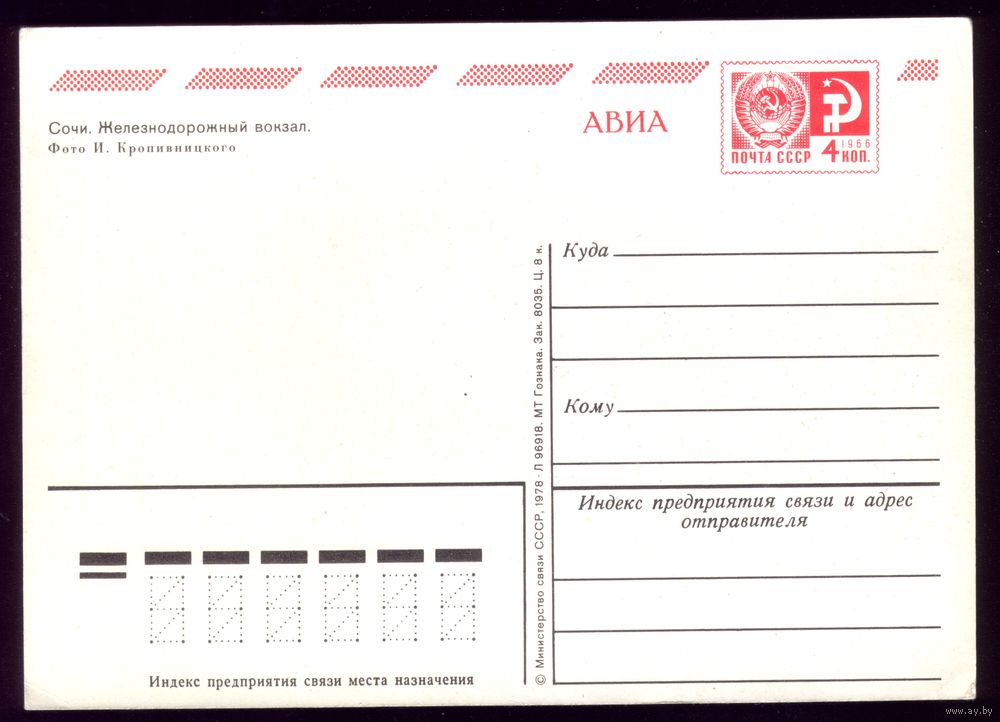 Сочи. Железнодорожный вокзал.
Фото И. Кропивницкого
АВИА
ПОЧТА СССР
1966
4 КОП.
Куда
Кому
Индекс предприятия связи и адрес
отправителя
© Министерство связи СССР, 1978 · Л 96918. МТ Гознака. Зак. 8035. Ц. 8 к.
Индекс предприятия связи места назначения
www.ay.by